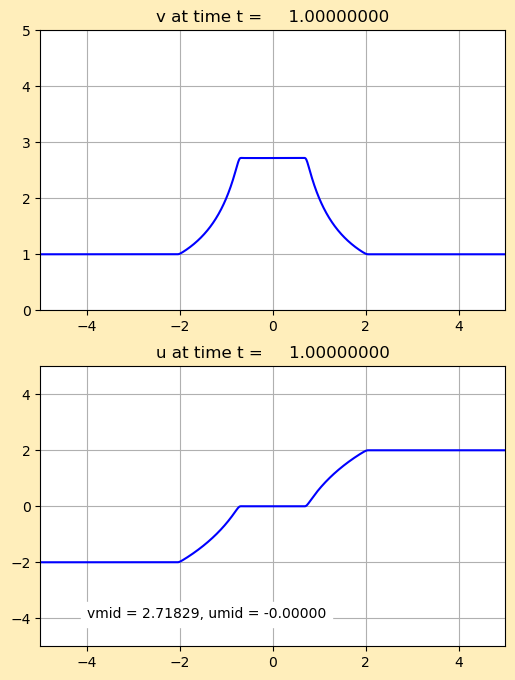 v at time t = 1.00000000
5
4
3
2
1
0
−4 −2 0 2 4
u at time t = 1.00000000
4
2
0
−2
−4
vmid = 2.71829, umid = -0.00000
−4 −2 0 2 4